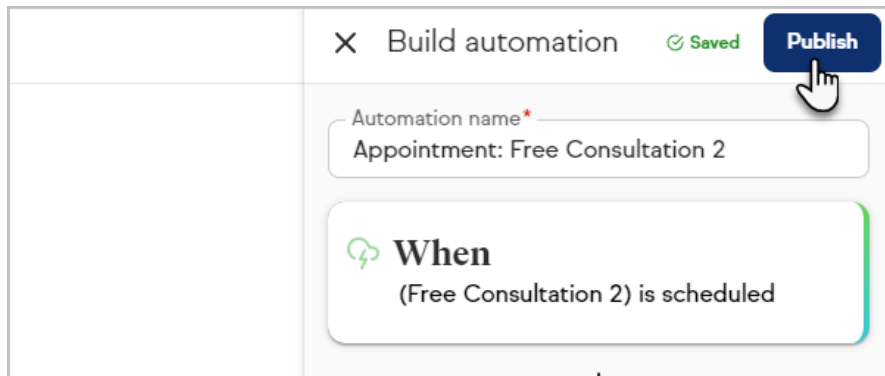 Build automation
Saved
Publish
Automation name*
Appointment: Free Consultation 2
When
(Free Consultation 2) is scheduled